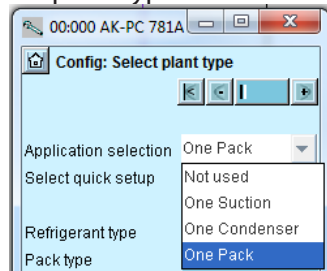 00:000 AK-PC 781A
Config: Select plant type
Application selection One Pack
Select quick setup Not used
One Suction
Refrigerant type One Condenser
Pack type One Pack